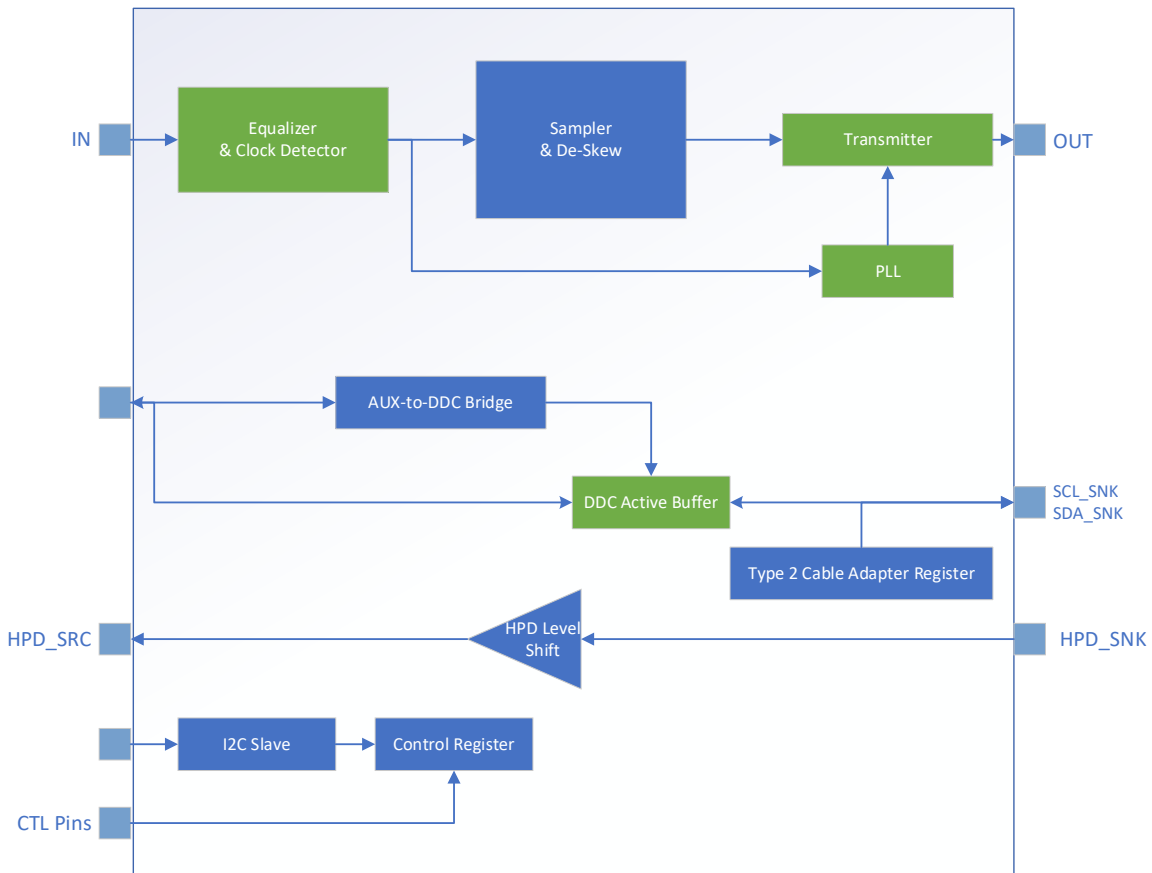 IN
Equalizer
& Clock Detector
Sampler
& De-Skew
Transmitter
OUT
PLL
AUX-to-DDC Bridge
DDC Active Buffer
SCL_SNK
SDA_SNK
Type 2 Cable Adapter Register
HPD_SRC
HPD Level
Shift
HPD_SNK
I2C Slave
Control Register
CTL Pins